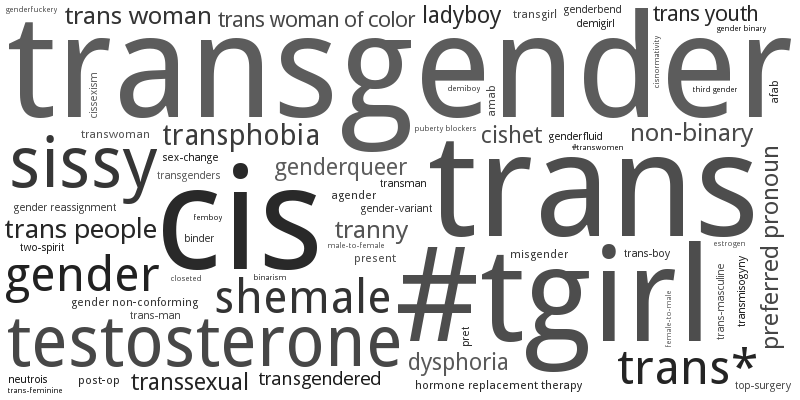 genderfuckery
trans woman
trans woman of color
ladyboy
transgirl
genderbend
demigirl
trans youth
gender binary
transgender
cissexism
demiboy
amab
cisnormativity
third gender
afab
transwoman
transphobia
puberty blockers
cishet
genderfluid
#transwomen
non-binary
sissy
sex-change
transgenders
genderqueer
transman
trans
gender reassignment
cis
femboy
agender
gender-variant
preferred pronoun
trans people
two-spirit
binder
tranny
male-to-female
present
#tgirl
misgender
trans-boy
estrogen
gender
closeted
binarism
shemale
gender non-conforming
trans-man
trans-masculine
transmisogyny
female-to-male
testosterone
pret
dysphoria
trans*
neutrois
trans-feminine
post-op
transsexual
transgendered
hormone replacement therapy
top-surgery